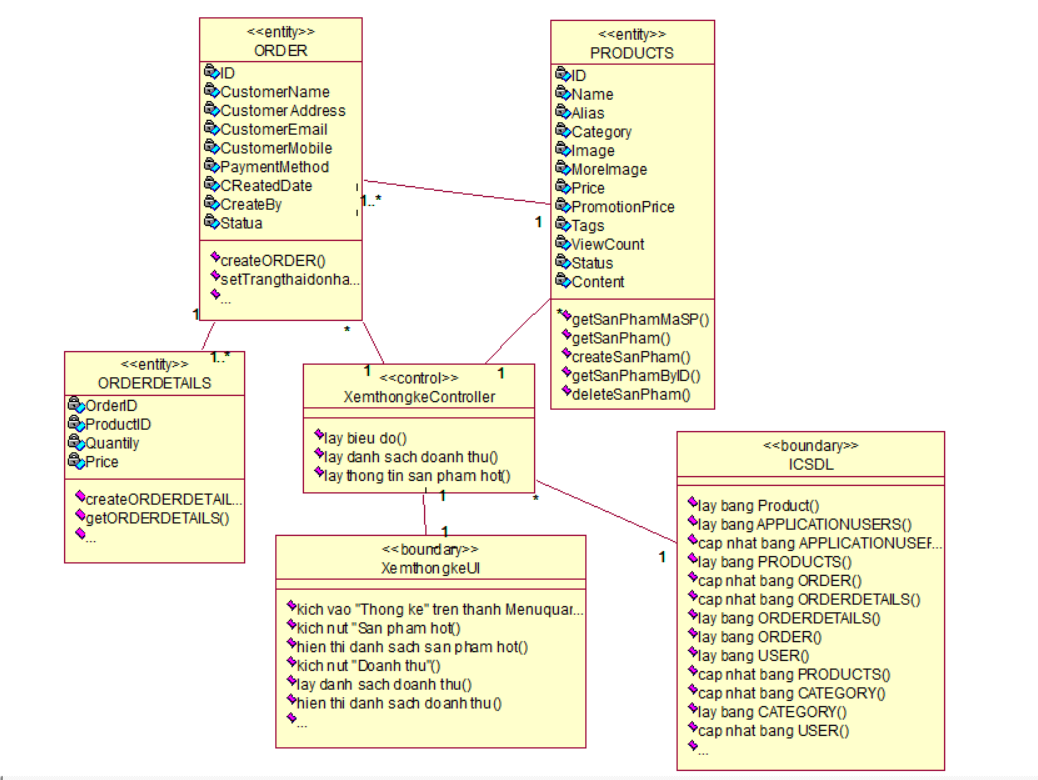 <<entity>>
ORDER
ID
CustomerName
CustomerAddress
CustomerEmail
CustomerMobile
PaymentMethod
CReatedDate
CreateBy
Statua
createORDER()
setTrangthaidonha...
...
<<entity>>
PRODUCTS
ID
Name
Alias
Category
Image
MoreImage
Price
PromotionPrice
Tags
ViewCount
Status
Content
getSanPhamMaSP()
getSanPham()
createSanPham()
getSanPhamByID()
deleteSanPham()
1..*
1
1
1..*
*
1
*
1
<<entity>>
ORDERDETAILS
OrderID
ProductID
Quantily
Price
createORDERDETAIL...
getORDERDETAILS()
...
<<control>>
XemthongkeController
lay bieu do()
lay danh sach doanh thu()
lay thong tin san pham hot()
1
1
*
1
<<boundary>>
XemthongkeUI
kich vao "Thong ke" tren thanh Menuquar...
kich nut "San pham hot()
hien thi danh sach san pham hot()
kich nut "Doanh thu"()
lay danh sach doanh thu()
hien thi danh sach doanh thu()
...
<<boundary>>
ICSDL
lay bang Product()
lay bang APPLICATIONUSERS()
cap nhat bang APPLICATIONUSER...
lay bang PRODUCTS()
cap nhat bang ORDER()
cap nhat bang ORDERDETAILS()
lay bang ORDERDETAILS()
lay bang ORDER()
lay bang USER()
cap nhat bang PRODUCTS()
cap nhat bang CATEGORY()
lay bang CATEGORY()
cap nhat bang USER()
...